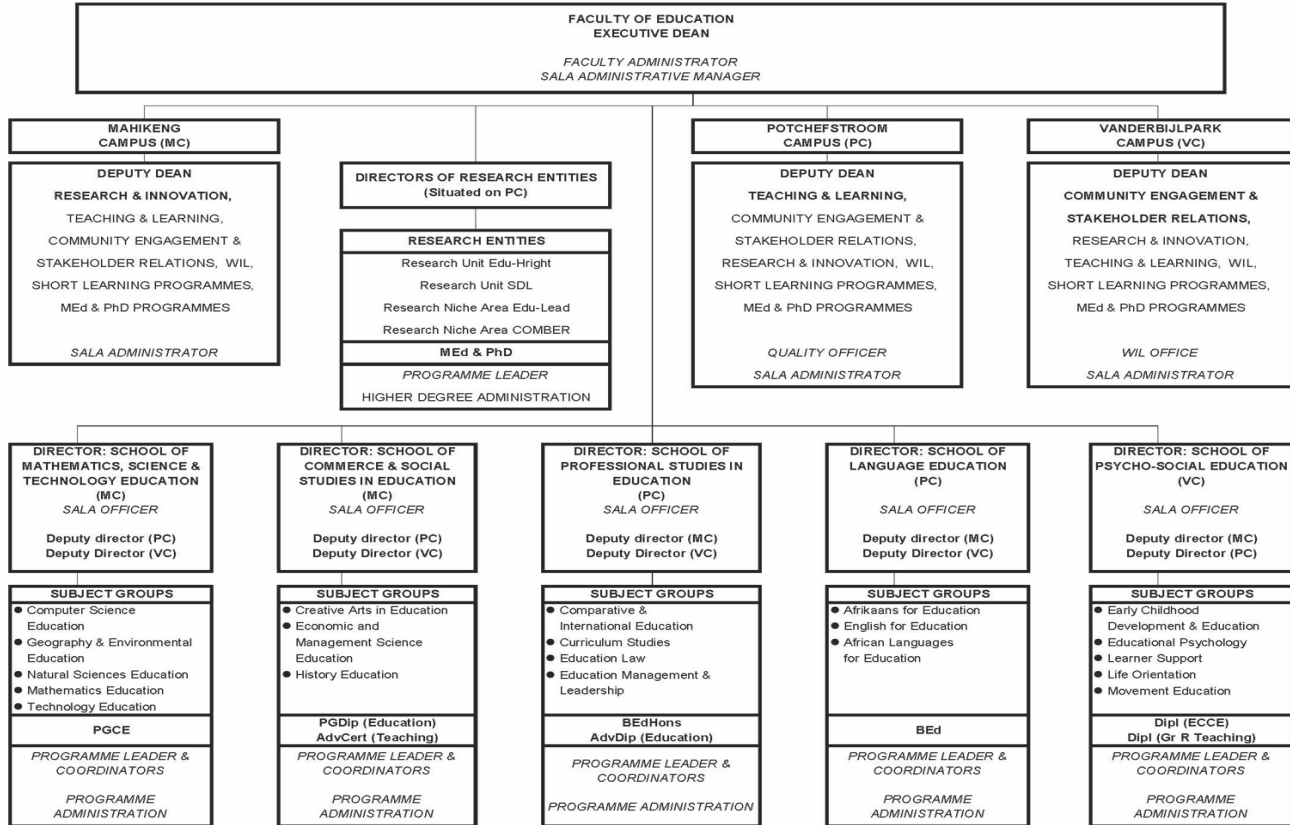 FACULTY OF EDUCATION
EXECUTIVE DEAN
FACULTY ADMINISTRATOR
SALA ADMINISTRATIVE MANAGER
MAHIKENG
CAMPUS (MC)
DEPUTY DEAN
RESEARCH & INNOVATION,
TEACHING & LEARNING,
COMMUNITY ENGAGEMENT &
STAKEHOLDER RELATIONS, WIL,
SHORT LEARNING PROGRAMMES,
MEd & PhD PROGRAMMES
SALA ADMINISTRATOR
DIRECTORS OF RESEARCH ENTITIES
(Situated on PC)
RESEARCH ENTITIES
Research Unit Edu-Hright
Research Unit SDL
Research Niche Area Edu-Lead
Research Niche Area COMBER
MEd & PhD
PROGRAMME LEADER
HIGHER DEGREE ADMINISTRATION
POTCHEFSTROOM
CAMPUS (PC)
DEPUTY DEAN
TEACHING & LEARNING,
COMMUNITY ENGAGEMENT &
STAKEHOLDER RELATIONS,
RESEARCH & INNOVATION, WIL,
SHORT LEARNING PROGRAMMES,
MEd & PhD PROGRAMMES
QUALITY OFFICER
SALA ADMINISTRATOR
VANDERBIJLPARK
CAMPUS (VC)
DEPUTY DEAN
COMMUNITY ENGAGEMENT &
STAKEHOLDER RELATIONS,
RESEARCH & INNOVATION,
TEACHING & LEARNING, WIL,
SHORT LEARNING PROGRAMMES,
MEd & PhD PROGRAMMES
WIL OFFICE
SALA ADMINISTRATOR
DIRECTOR: SCHOOL OF
MATHEMATICS, SCIENCE &
TECHNOLOGY EDUCATION
(MC)
SALA OFFICER
Deputy director (PC)
Deputy Director (VC)
SUBJECT GROUPS
● Computer Science
Education
● Geography & Environmental
Education
● Natural Sciences Education
● Mathematics Education
● Technology Education
PGCE
PROGRAMME LEADER &
COORDINATORS
PROGRAMME
ADMINISTRATION
DIRECTOR: SCHOOL OF
COMMERCE & SOCIAL
STUDIES IN EDUCATION
(MC)
SALA OFFICER
Deputy director (PC)
Deputy Director (VC)
SUBJECT GROUPS
● Creative Arts in Education
● Economic and
Management Science
Education
● History Education
PGDip (Education)
AdvCert (Teaching)
PROGRAMME LEADER &
COORDINATORS
PROGRAMME
ADMINISTRATION
DIRECTOR: SCHOOL OF
PROFESSIONAL STUDIES IN
EDUCATION
(PC)
SALA OFFICER
Deputy director (MC)
Deputy Director (VC)
SUBJECT GROUPS
● Comparative &
International Education
● Curriculum Studies
● Education Law
● Education Management &
Leadership
BEdHons
AdvDip (Education)
PROGRAMME LEADER &
COORDINATORS
PROGRAMME ADMINISTRATION
DIRECTOR: SCHOOL OF
LANGUAGE EDUCATION
(PC)
SALA OFFICER
Deputy director (MC)
Deputy Director (VC)
SUBJECT GROUPS
● Afrikaans for Education
● English for Education
● African Languages
for Education
BEd
PROGRAMME LEADER &
COORDINATORS
PROGRAMME
ADMINISTRATION
DIRECTOR: SCHOOL OF
PSYCHO-SOCIAL EDUCATION
(VC)
SALA OFFICER
Deputy director (MC)
Deputy Director (PC)
SUBJECT GROUPS
● Early Childhood
Development & Education
● Educational Psychology
● Learner Support
● Life Orientation
● Movement Education
Dipl (ECCE)
Dipl (Gr R Teaching)
PROGRAMME LEADER &
COORDINATORS
PROGRAMME
ADMINISTRATION